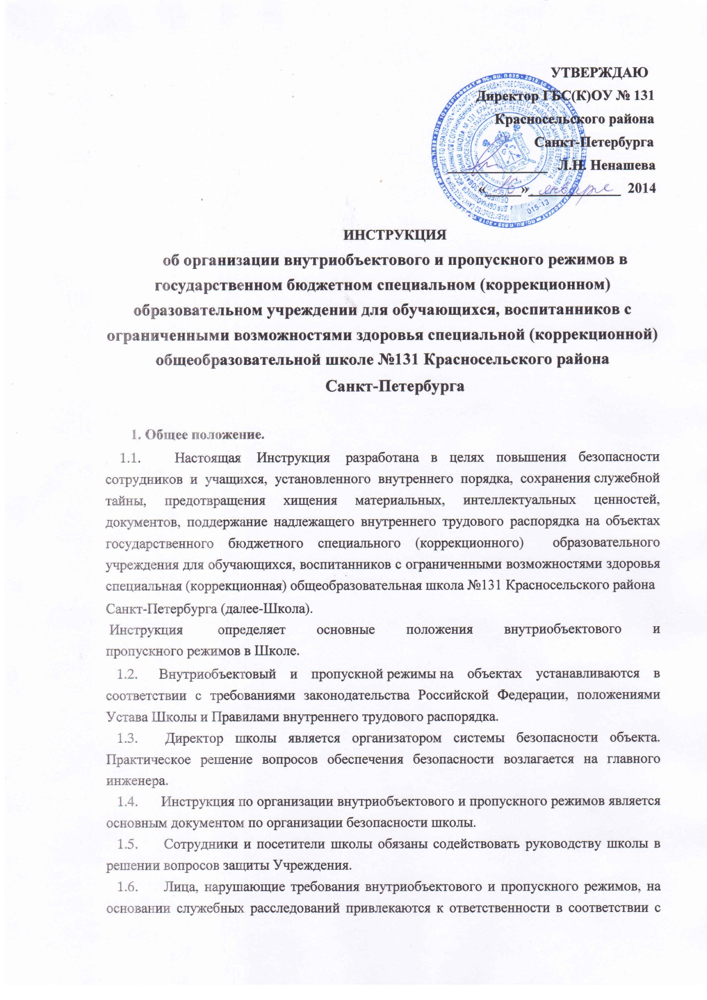 УТВЕРЖДАЮ
Директор ГБС(К)ОУ № 131
Красносельского района
Санкт-Петербурга
Л.Н. Ненашева
«16» января 2014
015-13
ИНСТРУКЦИЯ
об организации внутриобъектового и пропускного режимов в
государственном бюджетном специальном (коррекционном)
образовательном учреждении для обучающихся, воспитанников с
ограниченными возможностями здоровья специальной (коррекционной)
общеобразовательной школе №131 Красносельского района
Санкт-Петербурга
1. Общее положение.
1.1. Настоящая Инструкция разработана в целях повышения безопасности
сотрудников и учащихся, установленного внутреннего порядка, сохранения служебной
тайны, предотвращения хищения материальных, интеллектуальных ценностей,
документов, поддержание надлежащего внутреннего трудового распорядка на объектах
государственного бюджетного специального (коррекционного) образовательного
учреждения для обучающихся, воспитанников с ограниченными возможностями здоровья
специальная (коррекционная) общеобразовательная школа №131 Красносельского района
Санкт-Петербурга (далее-Школа).
Инструкция определяет основные положения внутриобъектового и
пропускного режимов в Школе.
1.2. Внутриобъектовый и пропускной режимы на объектах устанавливаются в
соответствии с требованиями законодательства Российской Федерации, положениями
Устава Школы и Правилами внутреннего трудового распорядка.
1.3. Директор школы является организатором системы безопасности объекта.
Практическое решение вопросов обеспечения безопасности возлагается на главного
инженера.
1.4. Инструкция по организации внутриобъектового и пропускного режимов является
основным документом по организации безопасности школы.
1.5. Сотрудники и посетители школы обязаны содействовать руководству школы в
решении вопросов защиты Учреждения.
1.6. Лица, нарушающие требования внутриобъектового и пропускного режимов, на
основании служебных расследований привлекаются к ответственности в соответствии с